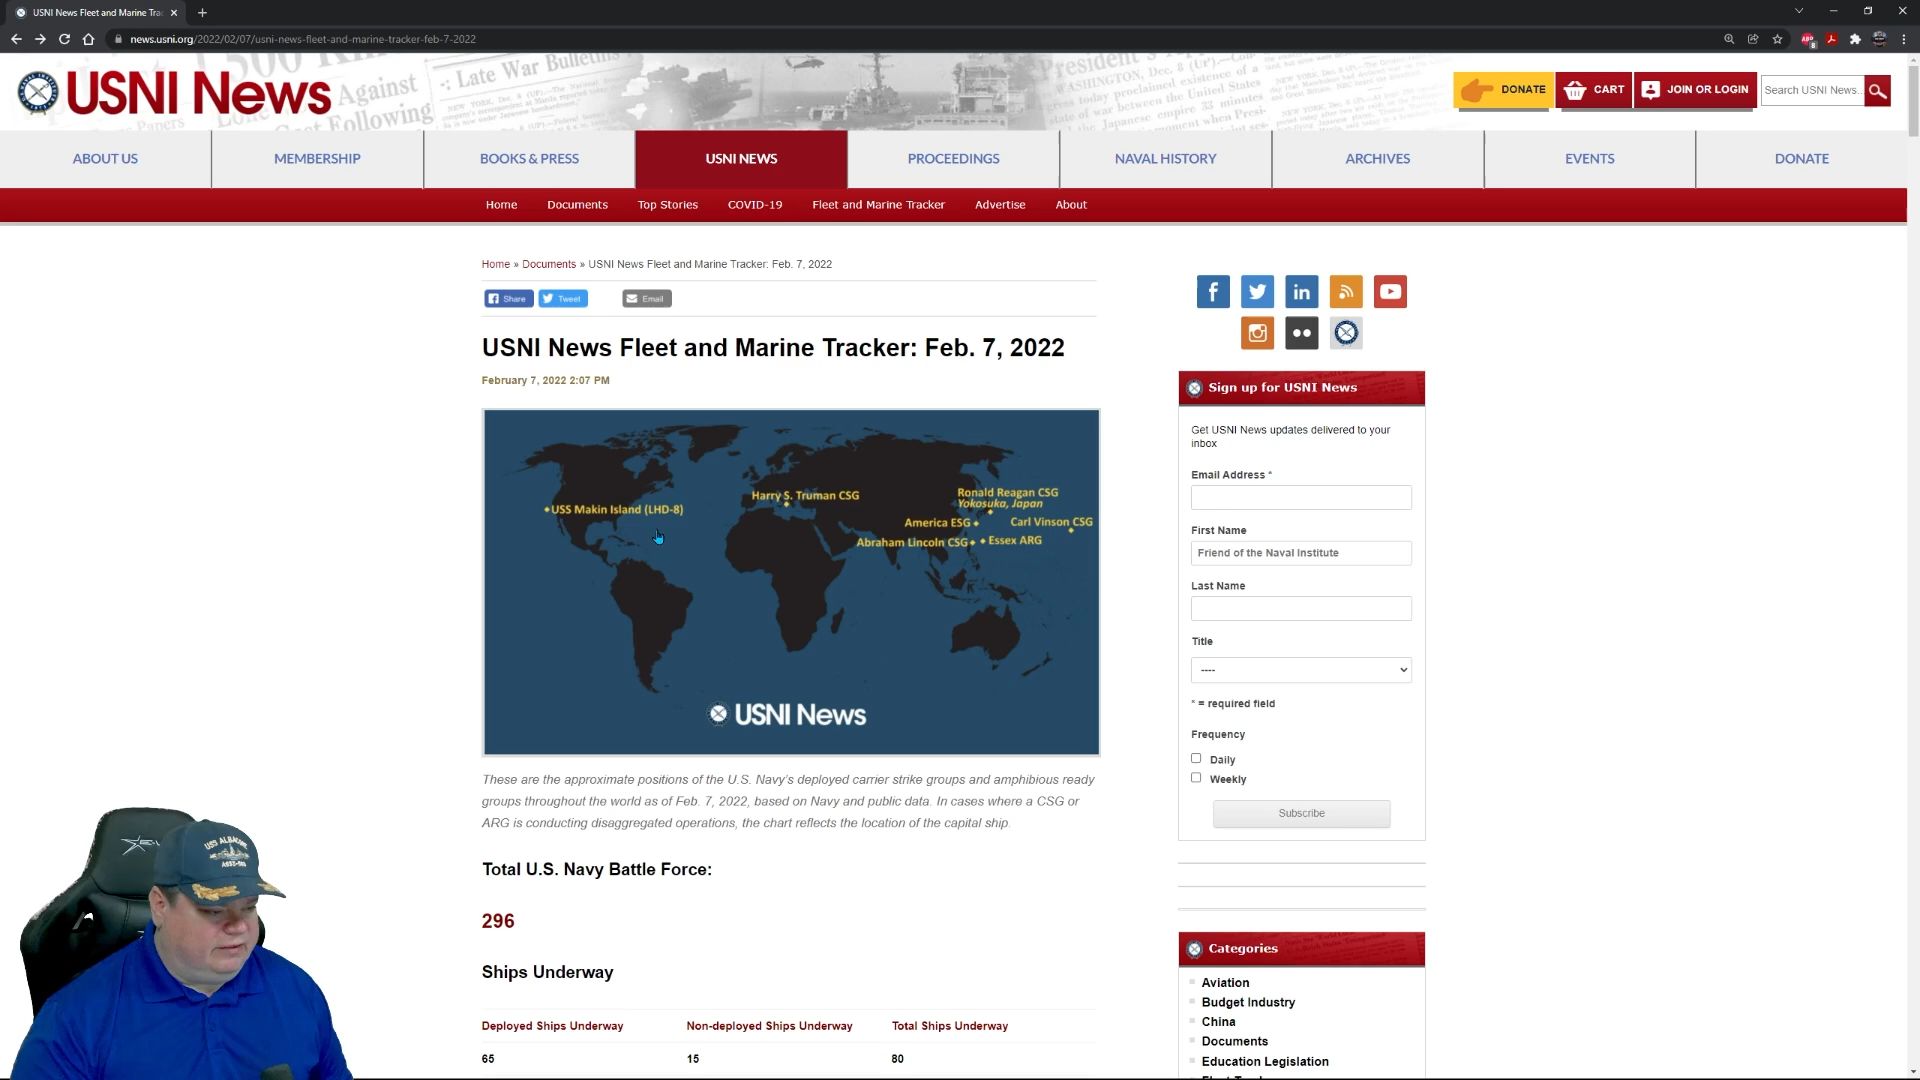 USNI News Fleet and Marine Tra
news.usni.org/2022/02/07/usni-news-fleet-and-marine-tracker-feb-7-2022
USNI News
DONATE
CART
JOIN OR LOGIN
Search USNI News...
ABOUT US
MEMBERSHIP
BOOKS & PRESS
USNI NEWS
PROCEEDINGS
NAVAL HISTORY
ARCHIVES
EVENTS
DONATE
Home
Documents
Top Stories
COVID-19
Fleet and Marine Tracker
Advertise
About
Home » Documents » USNI News Fleet and Marine Tracker: Feb. 7, 2022
Share
Tweet
Email
USNI News Fleet and Marine Tracker: Feb. 7, 2022
February 7, 2022 2:07 PM
USS Makin Island (LHD-8)
Harry S. Truman CSG
Ronald Reagan CSG
Yokosuka, Japan
America ESG
Carl Vinson CSG
Abraham Lincoln CSG
Essex ARG
USNI News
These are the approximate positions of the U.S. Navy's deployed carrier strike groups and amphibious ready
groups throughout the world as of Feb. 7, 2022, based on Navy and public data. In cases where a CSG or
ARG is conducting disaggregated operations, the chart reflects the location of the capital ship.
Total U.S. Navy Battle Force:
296
Ships Underway
Deployed Ships Underway
Non-deployed Ships Underway
Total Ships Underway
65
15
80
Sign up for USNI News
Get USNI News updates delivered to your
inbox
Email Address *
First Name
Friend of the Naval Institute
Last Name
Title
----
* = required field
Frequency
Daily
Weekly
Subscribe
Categories
Aviation
Budget Industry
China
Documents
Education Legislation
USS ALBACORE